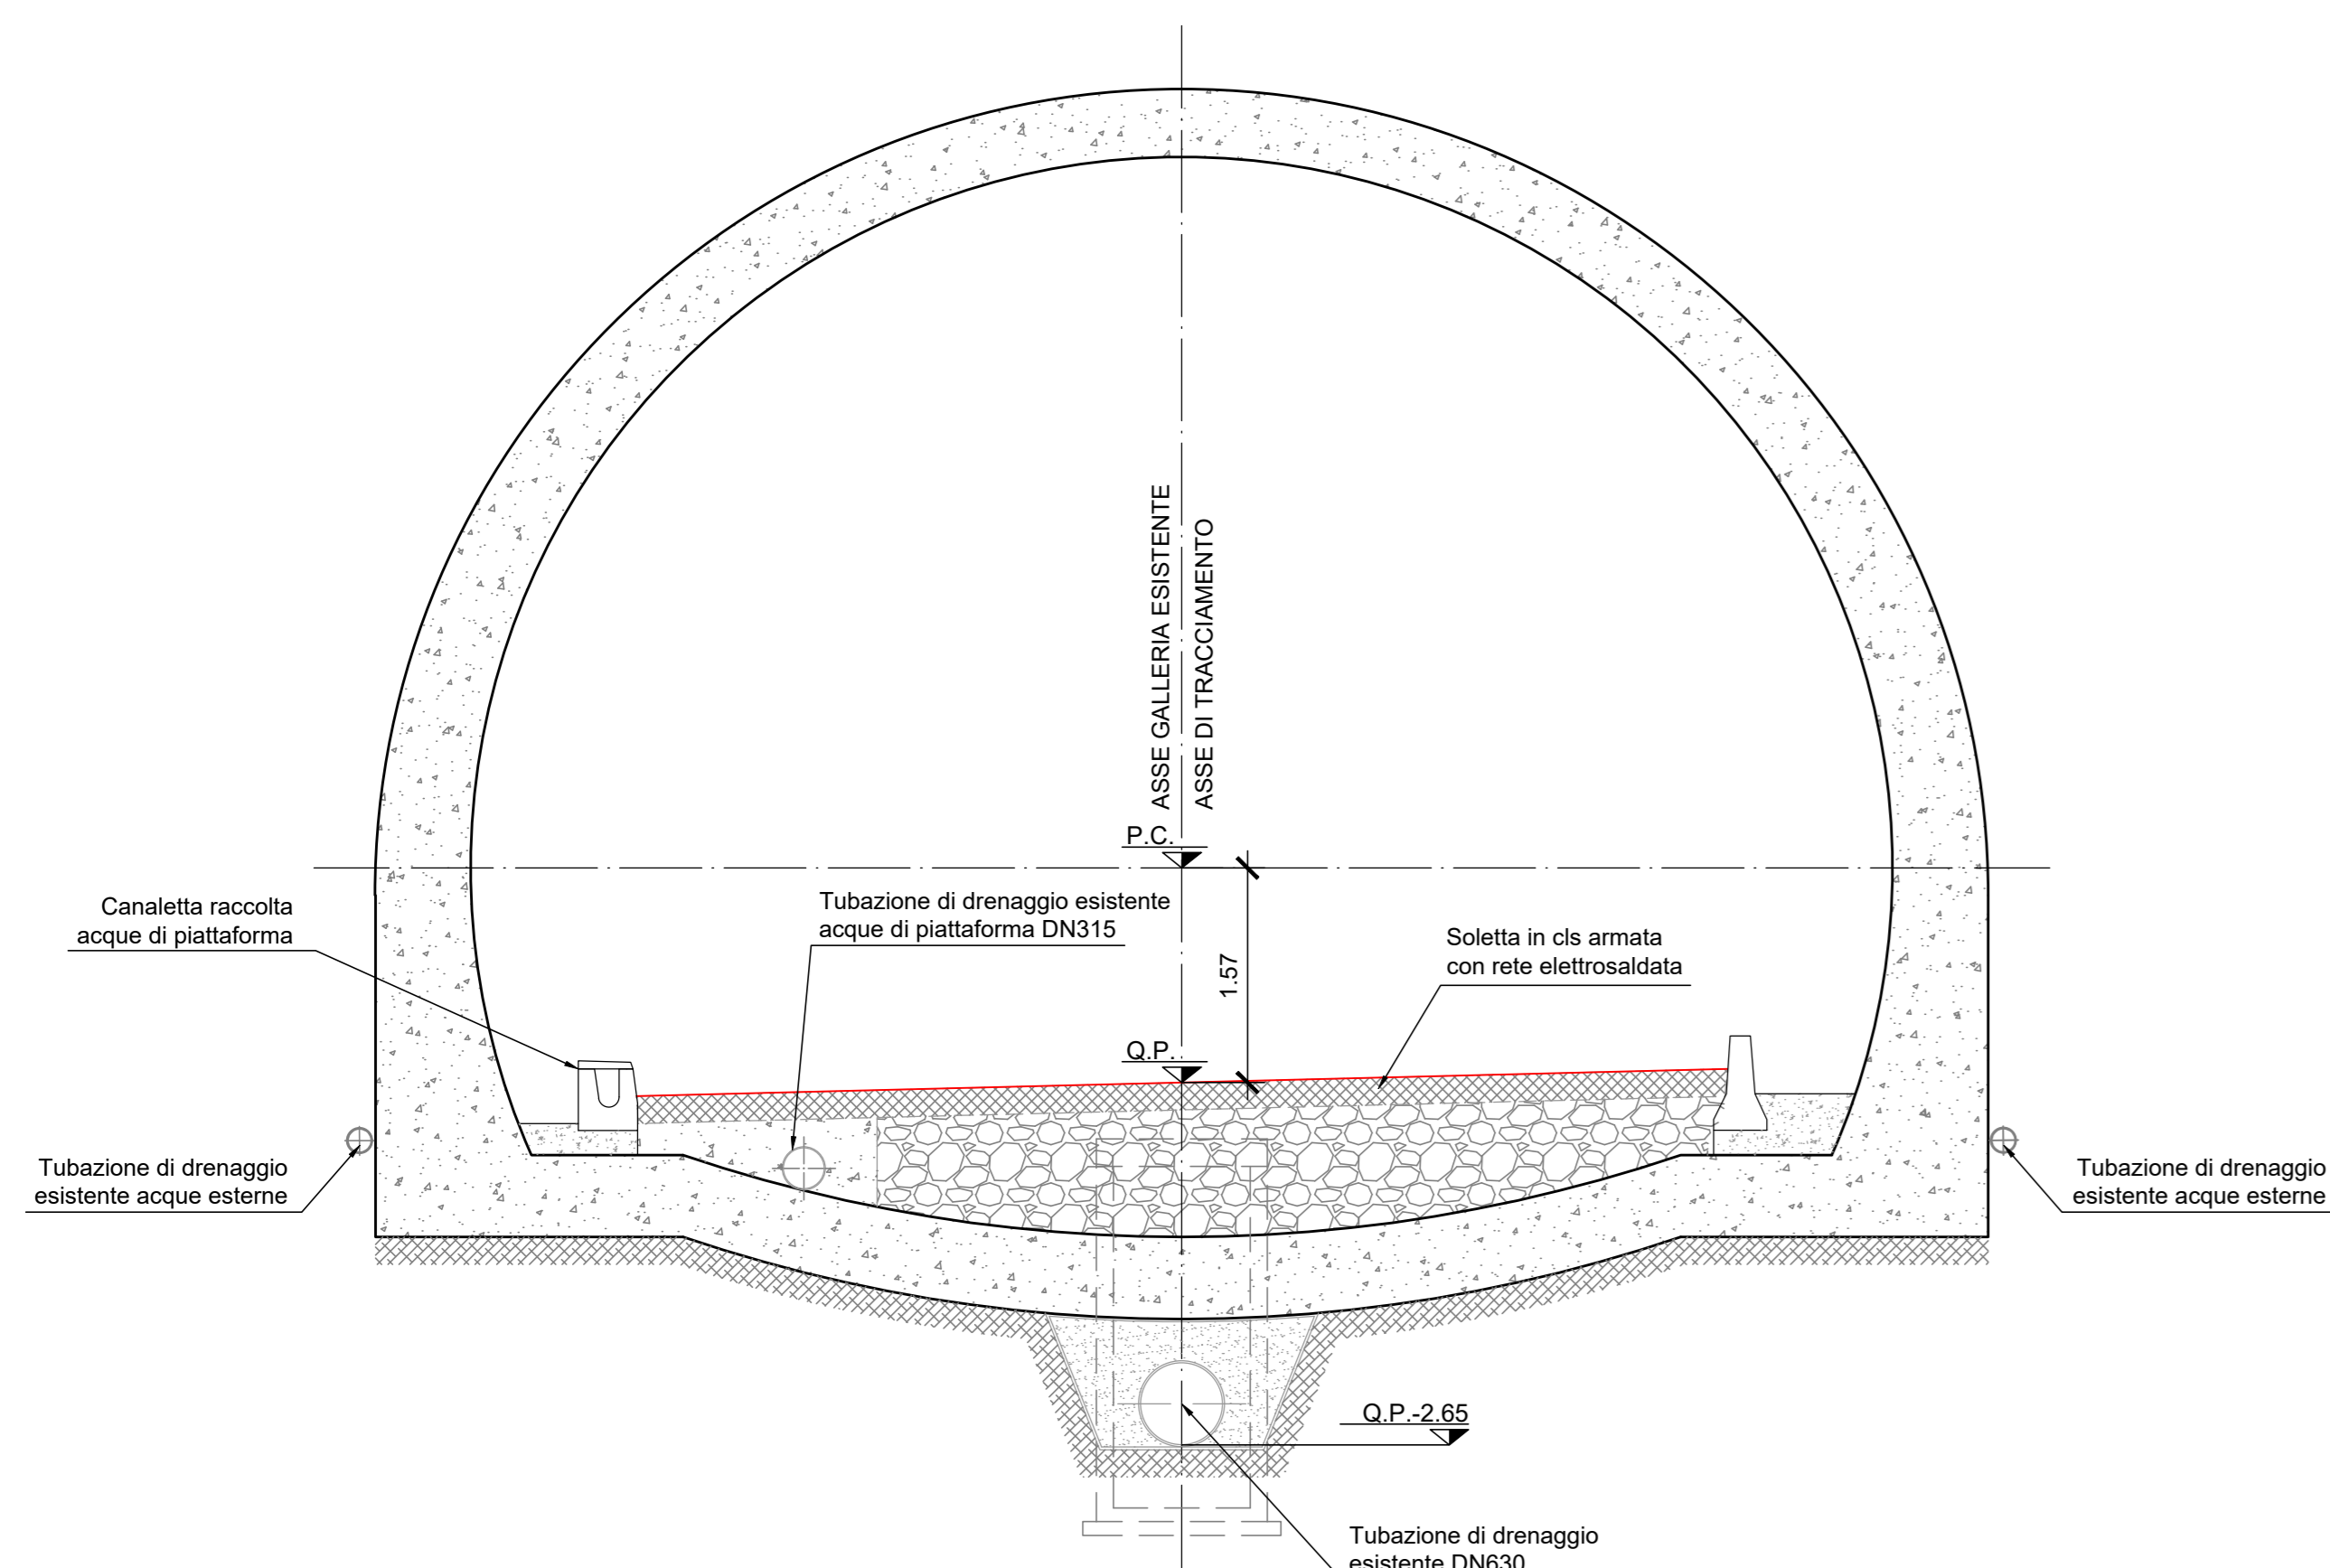 ASSE GALLERIA ESISTENTE
ASSE DI TRACCIAMENTO
P.C.
Canaletta raccolta
acque di piattaforma
Tubazione di drenaggio esistente
acque di piattaforma DN315
1.57
Soletta in cls armata
con rete elettrosaldata
Q.P.
Tubazione di drenaggio
esistente acque esterne
Tubazione di drenaggio
esistente acque esterne
Q.P.-2.65
Tubazione di drenaggio
esistente DN630